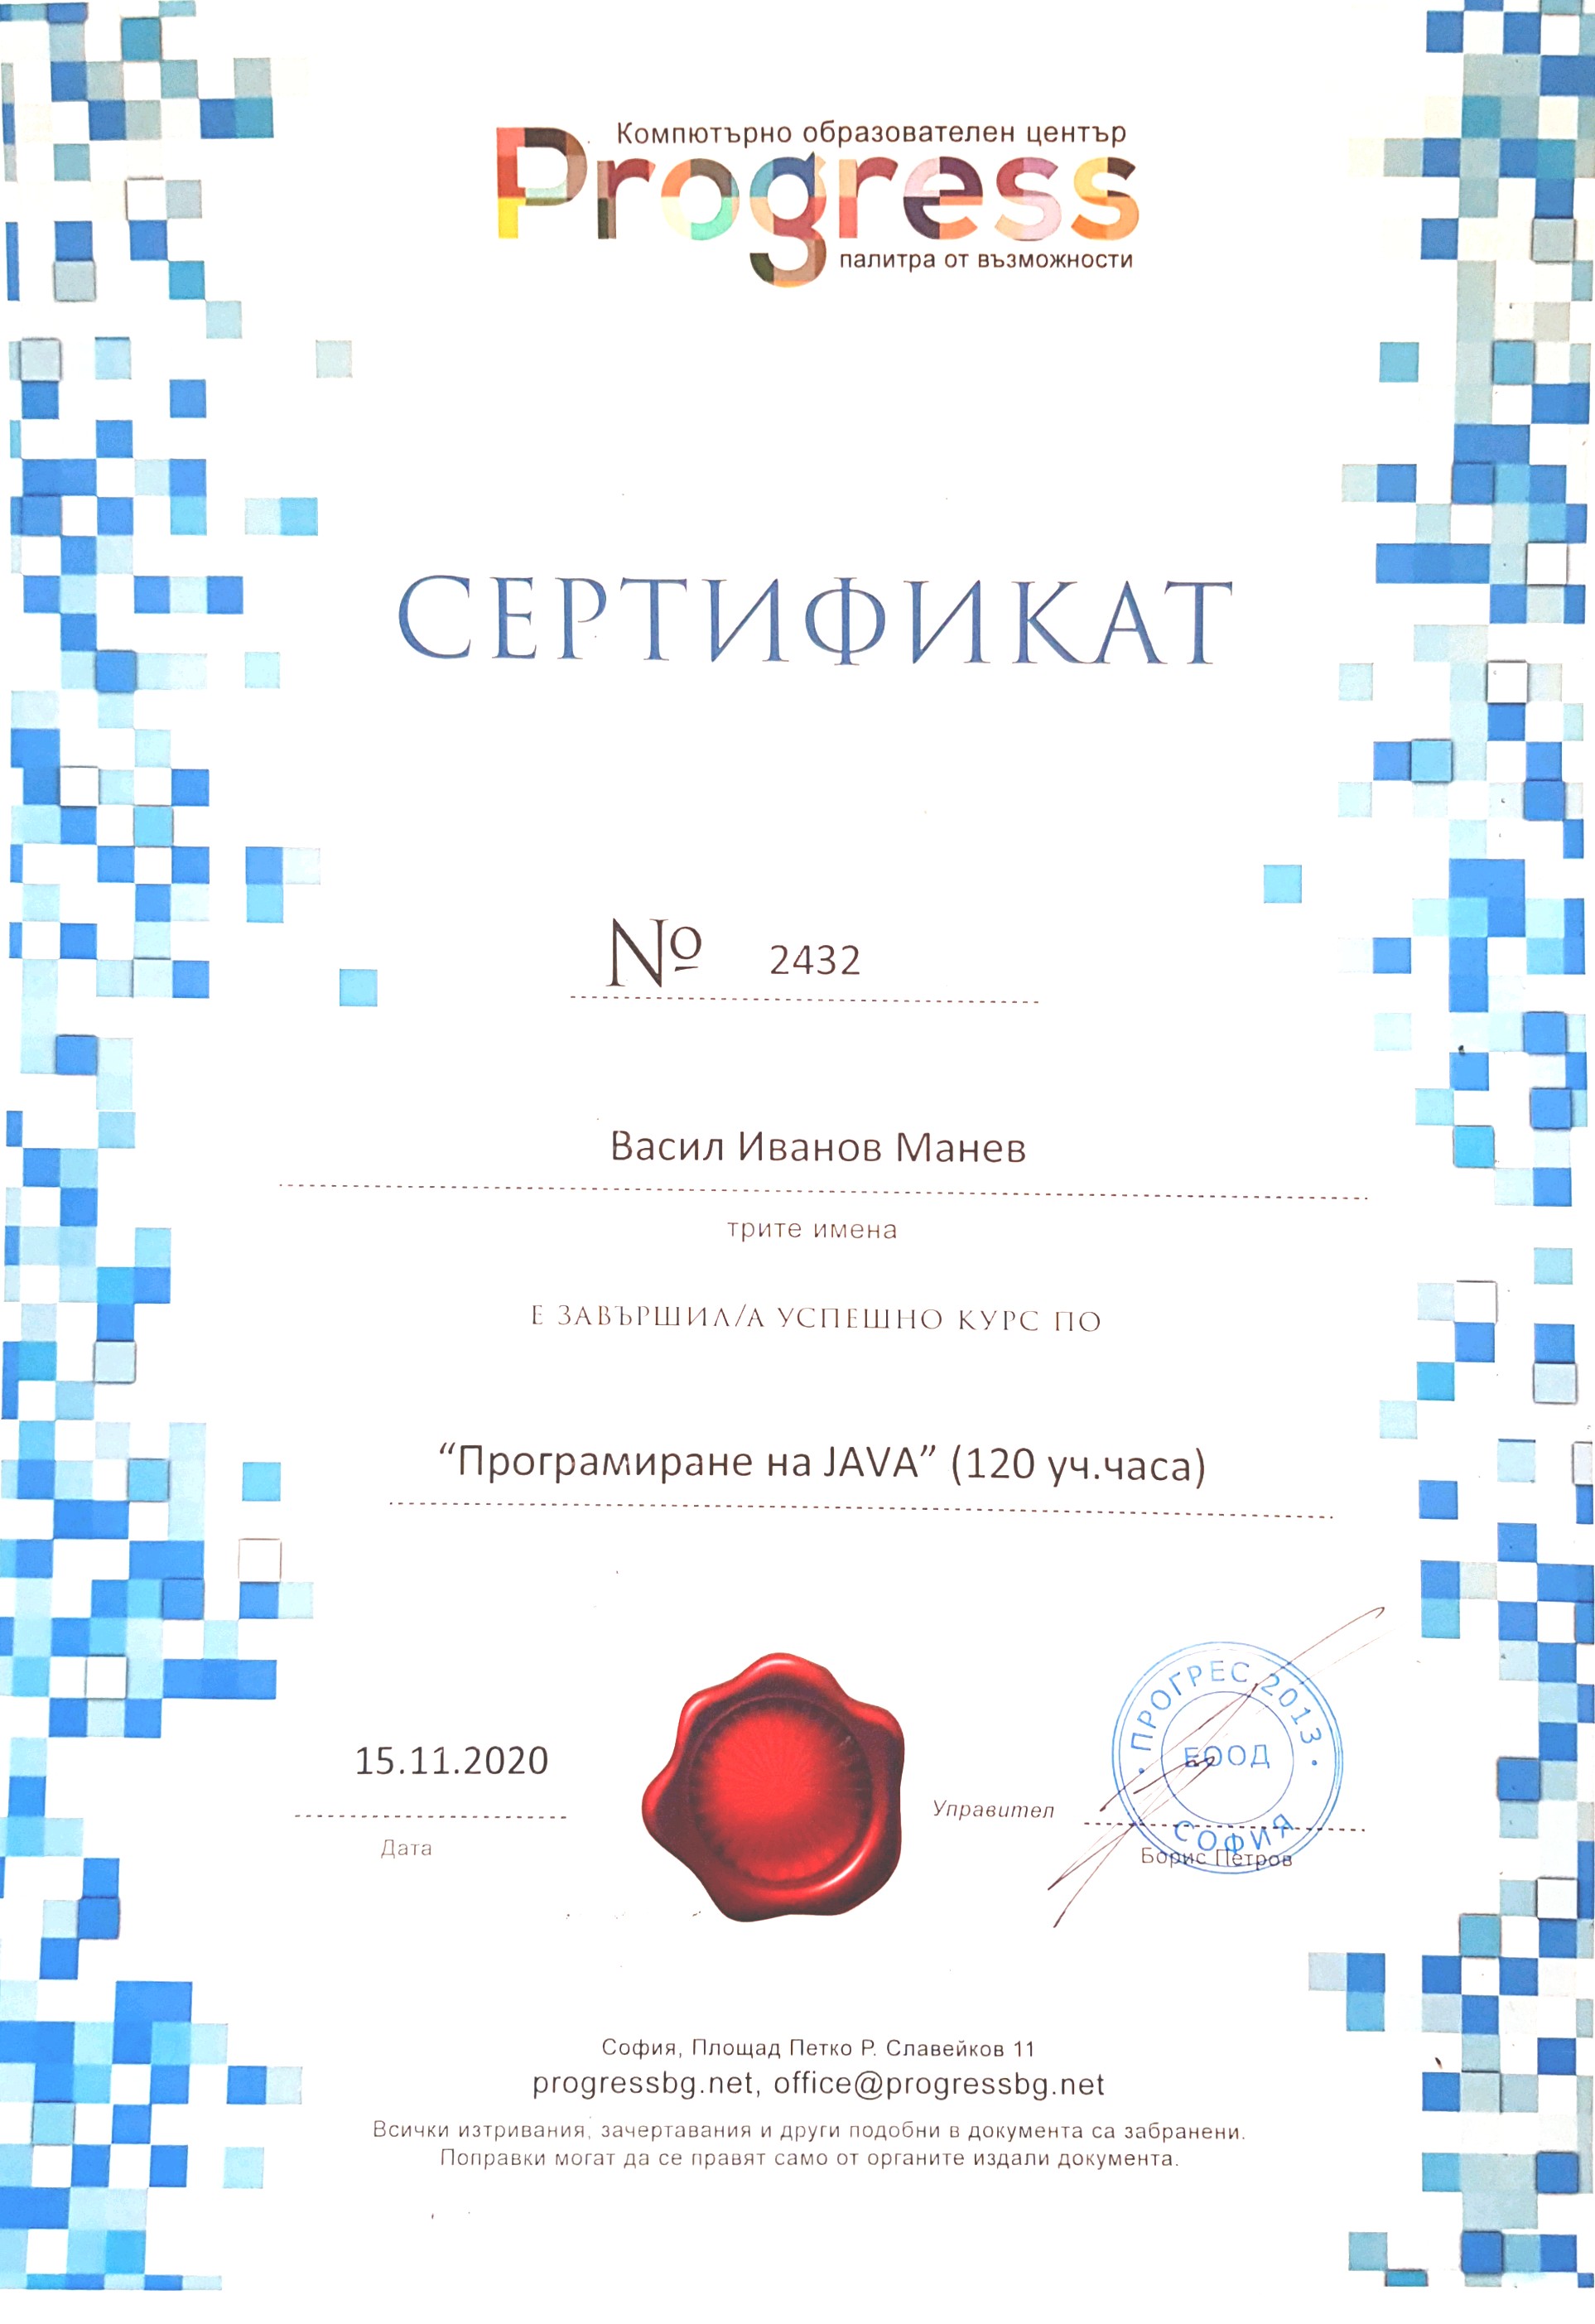 Компютърно образователен център
Progress
палитра от възможности
СЕРТИФИКАТ
№ 2432
Васил Иванов Манев
трите имена
Е ЗАВЪРШИЛ/А УСПЕШНО КУРС ПО
“Програмиране на JAVA” (120 уч.часа)
15.11.2020
Дата
Управител
ПРОГРЕС 2013
ЕООД
СОФИЯ
Борис Петров
София, Площад Петко Р. Славейков 11
progressbg.net, office@progressbg.net
Всички изтривания, зачертавания и други подобни в документа са забранени.
Поправки могат да се правят само от органите издали документа.